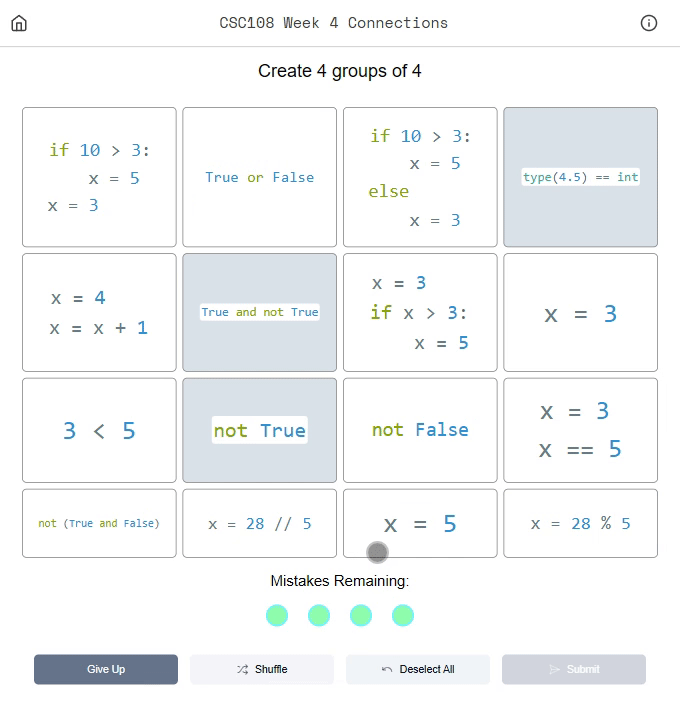 CSC108 Week 4 Connections
Create 4 groups of 4
if 10 > 3:
    x = 5
x = 3
True or False
if 10 > 3:
    x = 5
else
    x = 3
type(4.5) == int
x = 4
x = x + 1
True and not True
x = 3
if x > 3:
    x = 5
x = 3
3 < 5
not True
not False
x = 3
x == 5
not (True and False)
x = 28 // 5
x = 5
x = 28 % 5
Mistakes Remaining:
Give Up
Shuffle
Deselect All
Submit